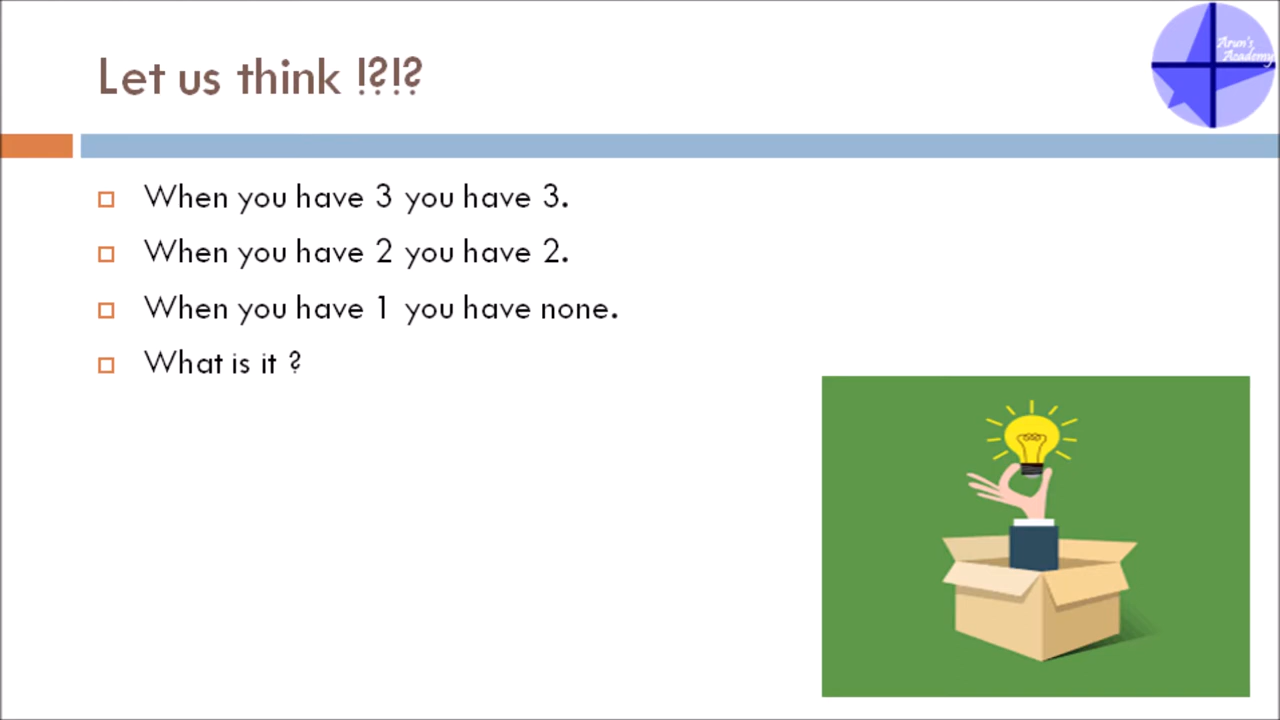 Let us think !?!?
Arun's
Academy
When you have 3 you have 3.
When you have 2 you have 2.
When you have 1 you have none.
What is it ?